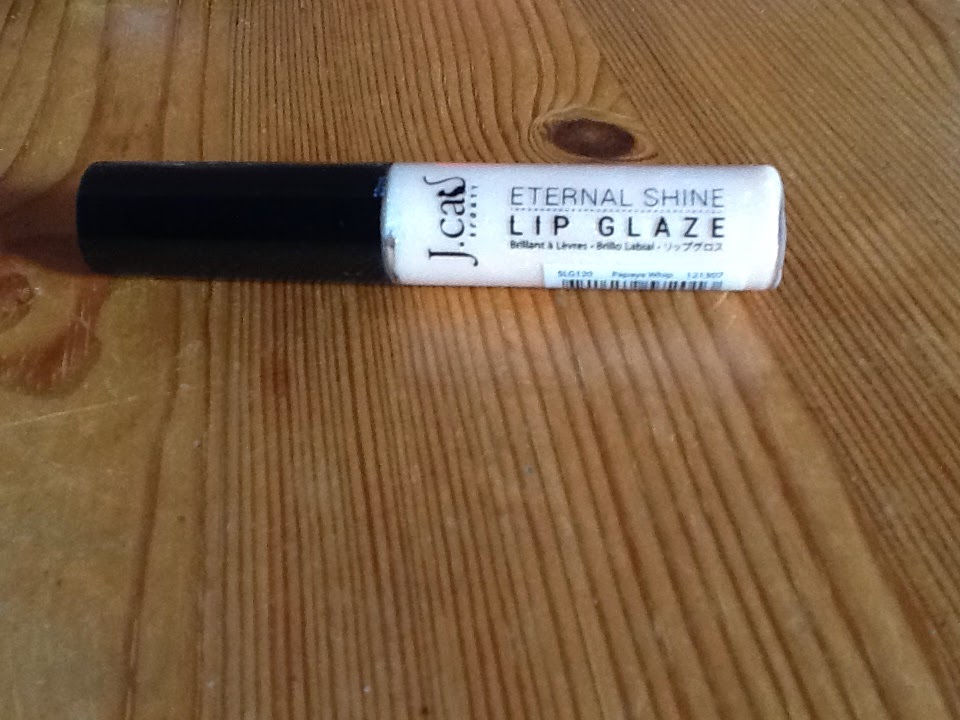 J.cat
BEAUTY
ETERNAL SHINE
LIP GLAZE
Brillant à Lèvres • Brillo Labial • リップグロス
SLG120 Papaya Whip 121307